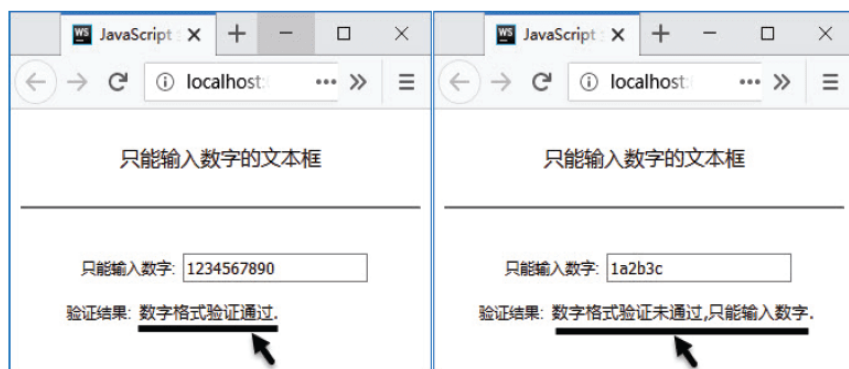 JavaScript
localhost:
只能输入数字的文本框
只能输入数字: 1234567890
验证结果: 数字格式验证通过.
JavaScript
localhost:
只能输入数字的文本框
只能输入数字: 1a2b3c
验证结果: 数字格式验证未通过,只能输入数字.